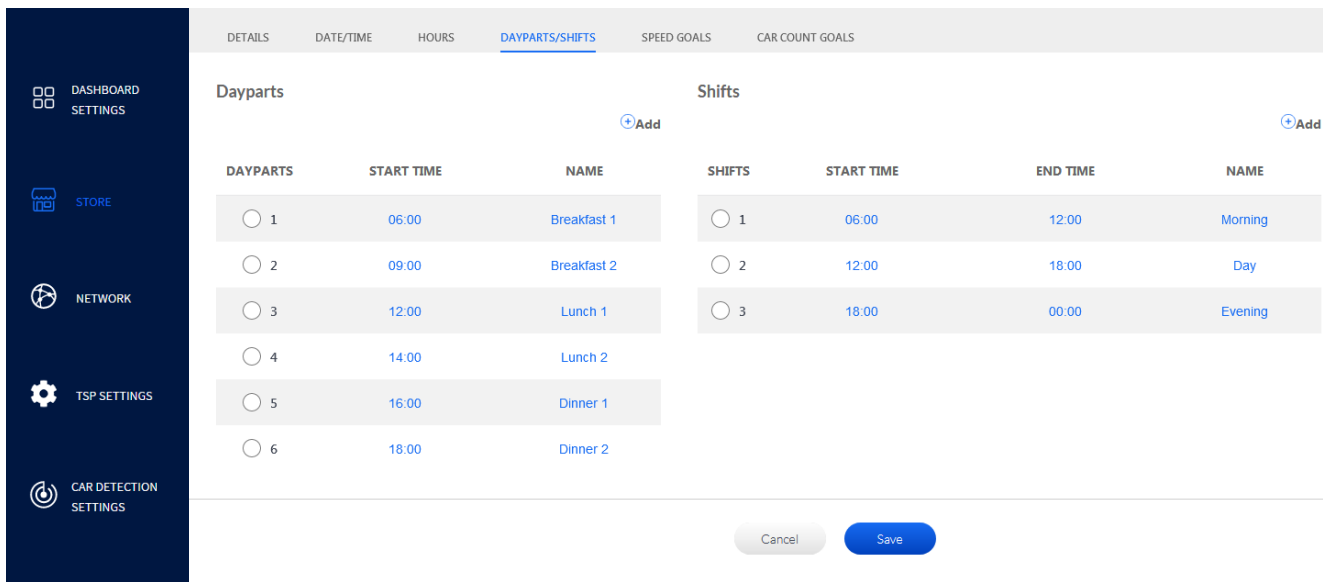 DETAILS DATE/TIME HOURS DAYPARTS/SHIFTS SPEED GOALS CAR COUNT GOALS
DASHBOARD
SETTINGS
STORE
NETWORK
TSP SETTINGS
CAR DETECTION
SETTINGS
Dayparts
Add
DAYPARTS START TIME NAME
1 06:00 Breakfast 1
2 09:00 Breakfast 2
3 12:00 Lunch 1
4 14:00 Lunch 2
5 16:00 Dinner 1
6 18:00 Dinner 2
Shifts
Add
SHIFTS START TIME END TIME NAME
1 06:00 12:00 Morning
2 12:00 18:00 Day
3 18:00 00:00 Evening
Cancel Save